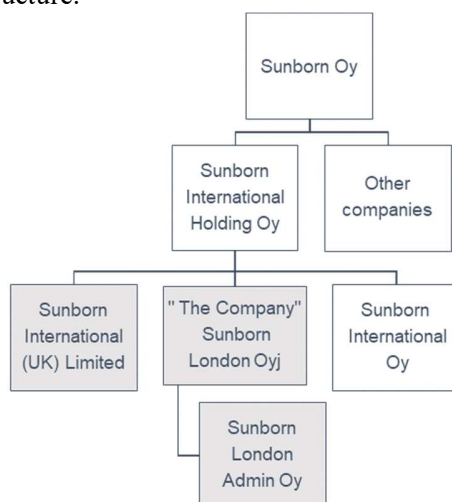 ucture.
Sunborn Oy
Sunborn
International
Holding Oy
Other
companies
Sunborn
International
(UK) Limited
" The Company"
Sunborn
London Oyj
Sunborn
International
Oy
Sunborn
London
Admin Oy